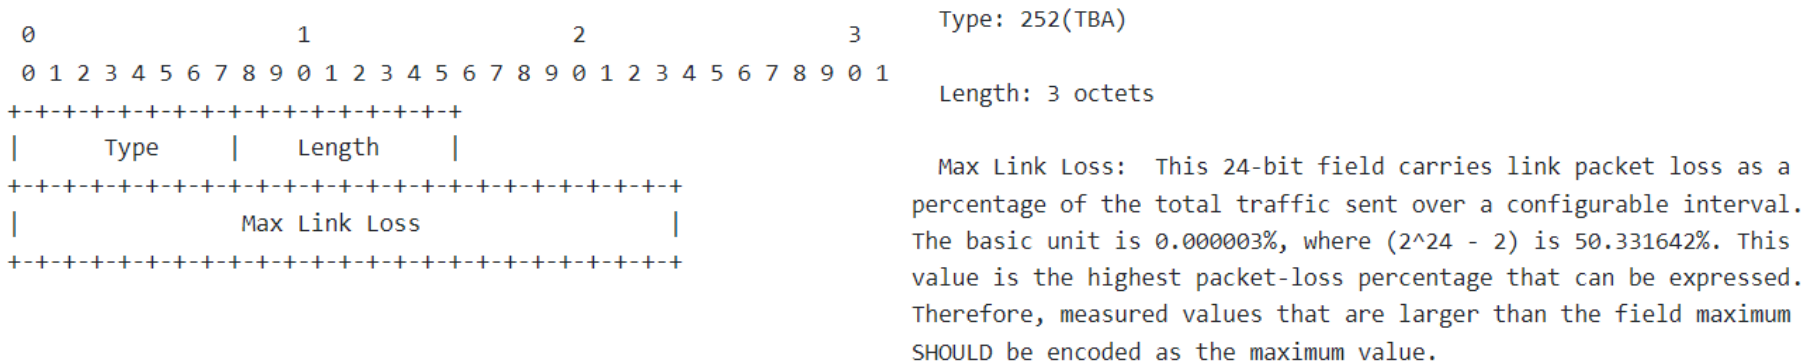 0                   1                   2                   3
 0 1 2 3 4 5 6 7 8 9 0 1 2 3 4 5 6 7 8 9 0 1 2 3 4 5 6 7 8 9 0 1
+-+-+-+-+-+-+-+-+-+-+-+-+-+-+-+-+
|      Type     |    Length     |
+-+-+-+-+-+-+-+-+-+-+-+-+-+-+-+-+-+-+-+-+-+-+-+-+
|                Max Link Loss                  |
+-+-+-+-+-+-+-+-+-+-+-+-+-+-+-+-+-+-+-+-+-+-+-+-+
Type: 252(TBA)
Length: 3 octets
Max Link Loss:  This 24-bit field carries link packet loss as a
percentage of the total traffic sent over a configurable interval.
The basic unit is 0.000003%, where (2^24 - 2) is 50.331642%. This
value is the highest packet-loss percentage that can be expressed.
Therefore, measured values that are larger than the field maximum
SHOULD be encoded as the maximum value.